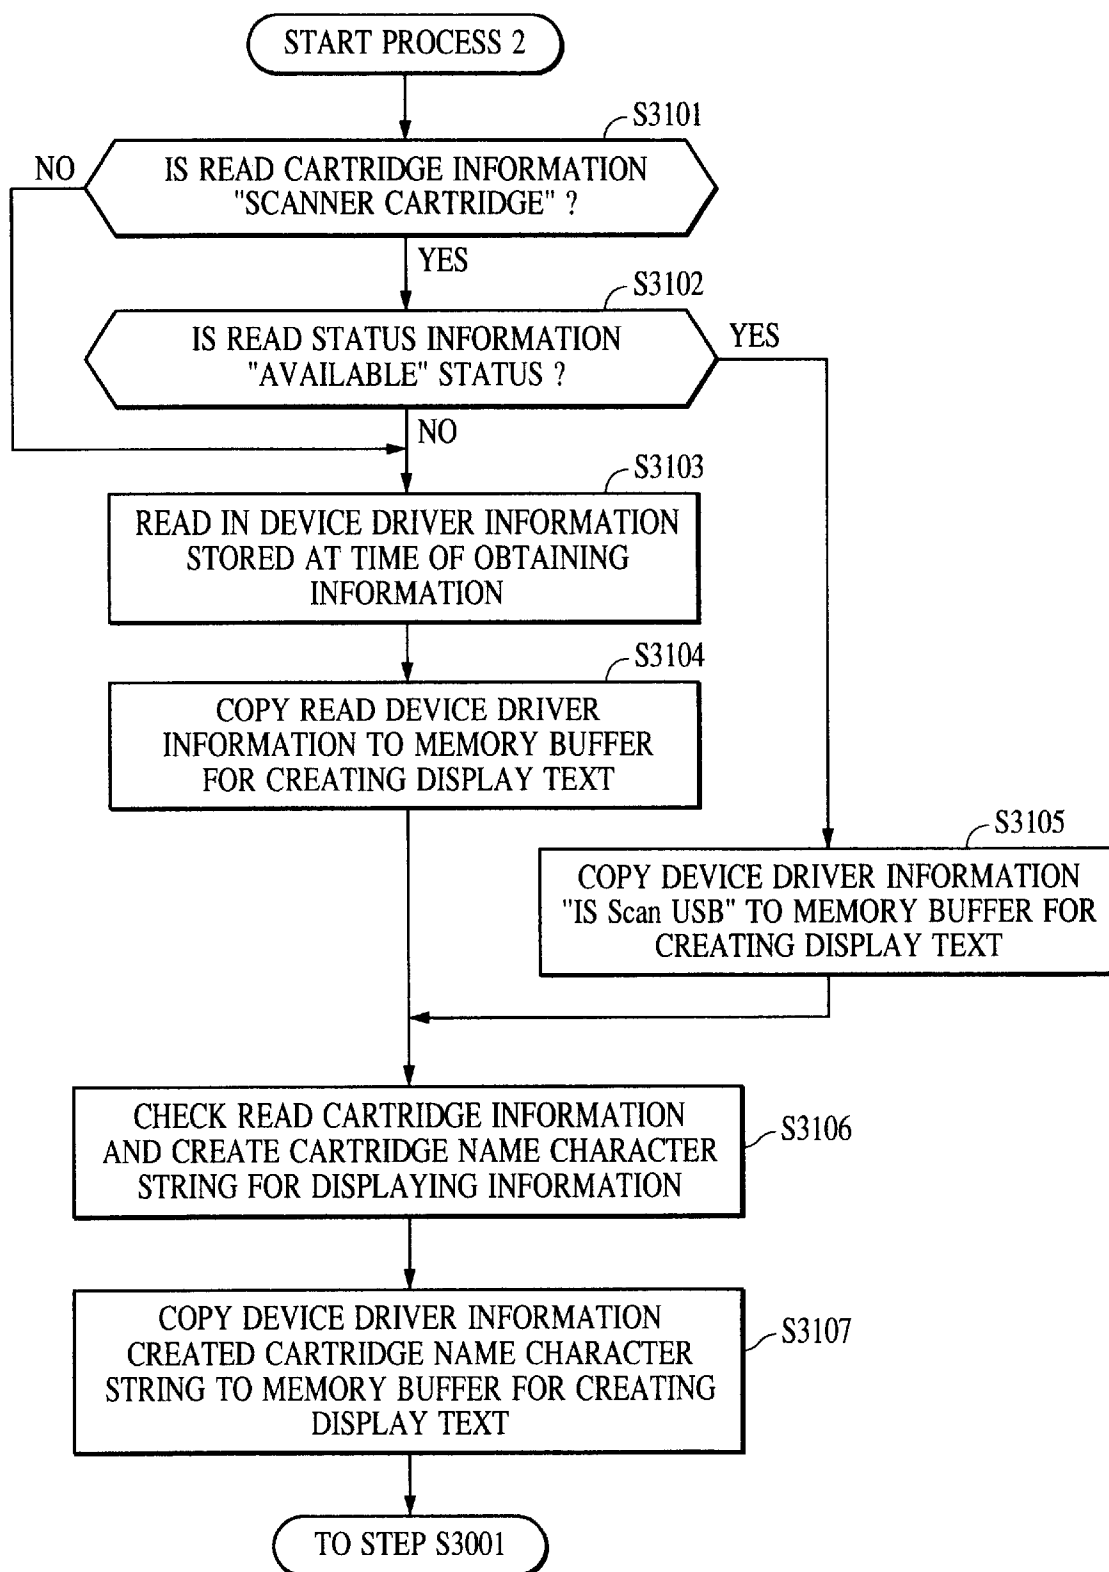 START PROCESS 2
S3101
NO
IS READ CARTRIDGE INFORMATION
"SCANNER CARTRIDGE" ?
YES
S3102
IS READ STATUS INFORMATION
"AVAILABLE" STATUS ?
YES
NO
S3103
READ IN DEVICE DRIVER INFORMATION
STORED AT TIME OF OBTAINING
INFORMATION
S3104
COPY READ DEVICE DRIVER
INFORMATION TO MEMORY BUFFER
FOR CREATING DISPLAY TEXT
S3105
COPY DEVICE DRIVER INFORMATION
"IS Scan USB" TO MEMORY BUFFER FOR
CREATING DISPLAY TEXT
CHECK READ CARTRIDGE INFORMATION
AND CREATE CARTRIDGE NAME CHARACTER
STRING FOR DISPLAYING INFORMATION
S3106
COPY DEVICE DRIVER INFORMATION
CREATED CARTRIDGE NAME CHARACTER
STRING TO MEMORY BUFFER FOR CREATING
DISPLAY TEXT
S3107
TO STEP S3001